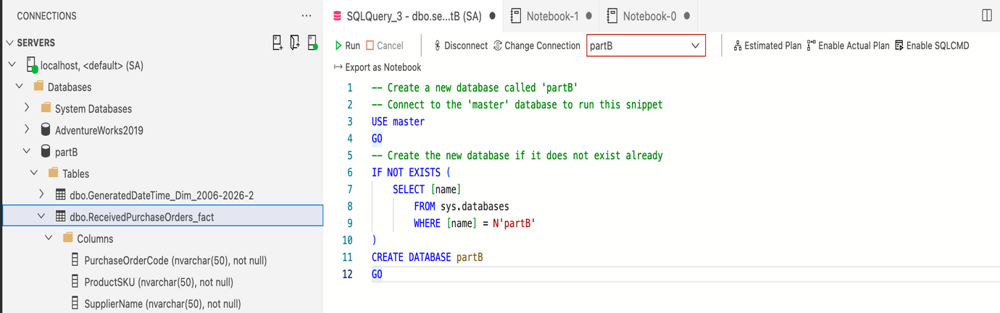 CONNECTIONS
···
SERVERS
localhost, <default> (SA)
Databases
System Databases
AdventureWorks2019
partB
Tables
dbo.GeneratedDateTime_Dim_2006-2026-2
dbo.ReceivedPurchaseOrders_fact
Columns
PurchaseOrderCode (nvarchar(50), not null)
ProductSKU (nvarchar(50), not null)
SupplierName (nvarchar(50), not null)
SQLQuery_3 - dbo.se...tB (SA)
Notebook-1
Notebook-0
Run Cancel Disconnect Change Connection partB Estimated Plan Enable Actual Plan Enable SQLCMD
Export as Notebook
1 -- Create a new database called 'partB'
2 -- Connect to the 'master' database to run this snippet
3 USE master
4 GO
5 -- Create the new database if it does not exist already
6 IF NOT EXISTS (
7 SELECT [name]
8 FROM sys.databases
9 WHERE [name] = N'partB'
10 )
11 CREATE DATABASE partB
12 GO